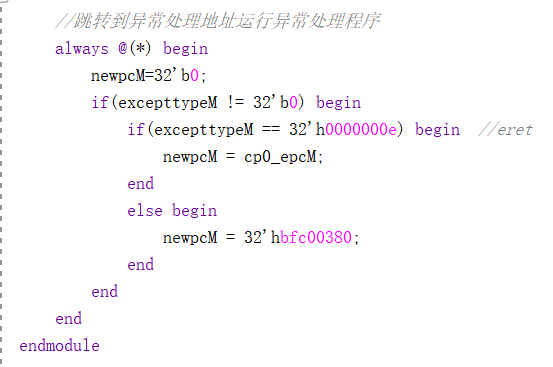 //跳转到异常处理地址运行异常处理程序
always @(*) begin
newpcM=32'b0;
if(excepttypeM != 32'b0) begin
if(excepttypeM == 32'h0000000e) begin //eret
newpcM = cp0_epcM;
end
else begin
newpcM = 32'hbfc00380;
end
end
end
endmodule